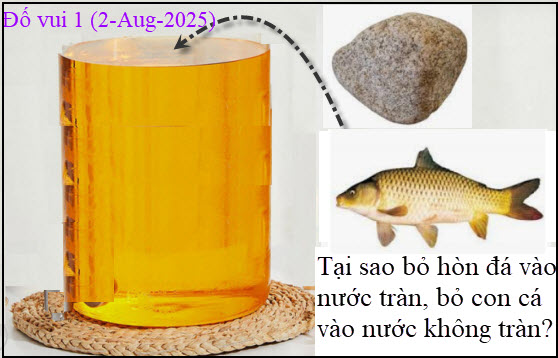 Đố vui 1 (2-Aug-2025)
Tại sao bỏ hòn đá vào
nước tràn, bỏ con cá
vào nước không tràn?